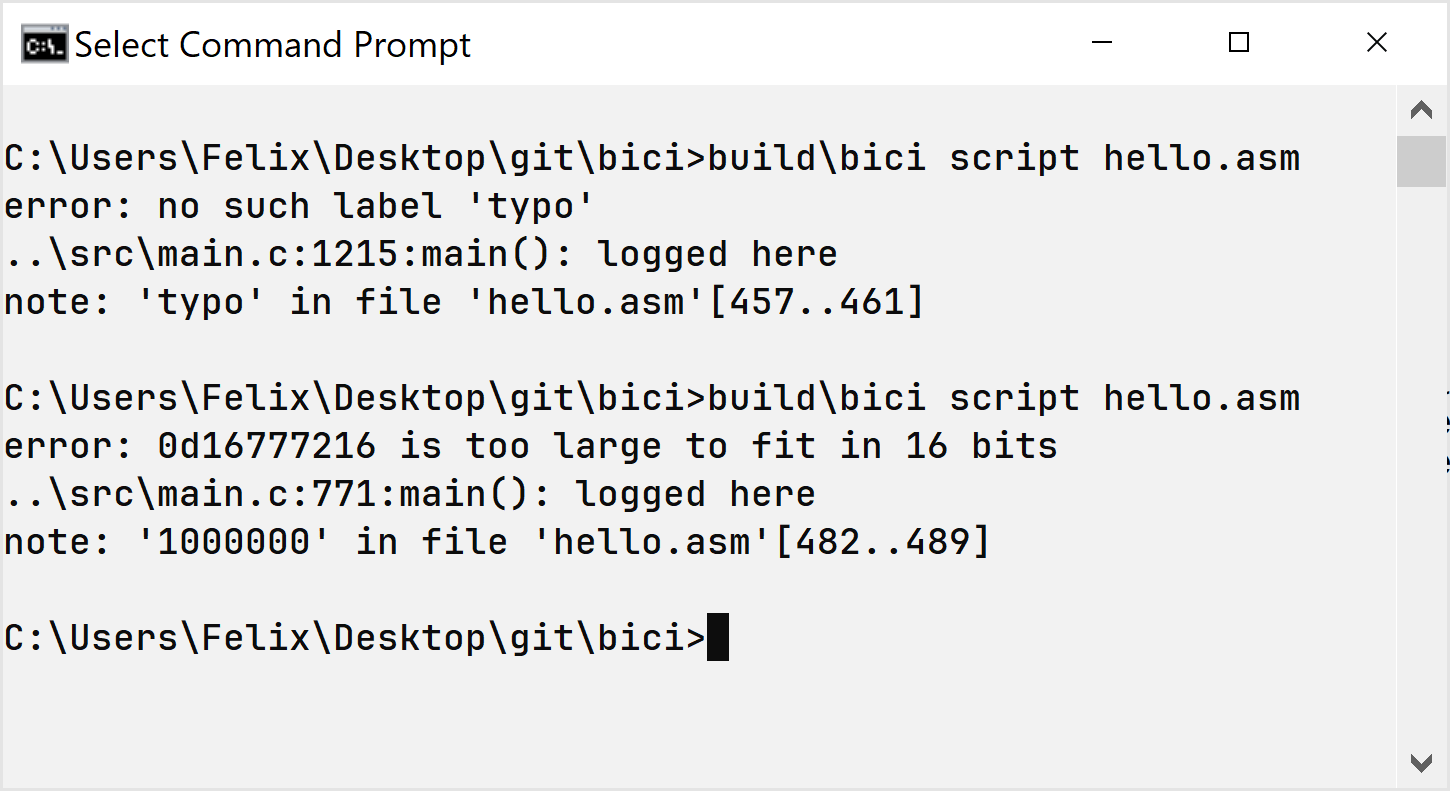 C:\_
Select Command Prompt
C:\Users\Felix\Desktop\git\bici>build\bici script hello.asm
error: no such label 'typo'
..\src\main.c:1215:main(): logged here
note: 'typo' in file 'hello.asm'[457..461]
C:\Users\Felix\Desktop\git\bici>build\bici script hello.asm
error: 0d16777216 is too large to fit in 16 bits
..\src\main.c:771:main(): logged here
note: '1000000' in file 'hello.asm'[482..489]
C:\Users\Felix\Desktop\git\bici>